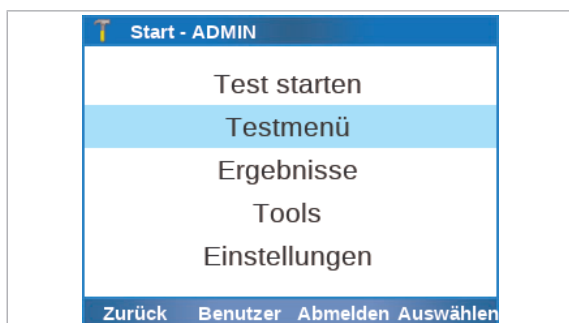 Start - ADMIN
Test starten
Testmenü
Ergebnisse
Tools
Einstellungen
Zurück Benutzer Abmelden Auswählen